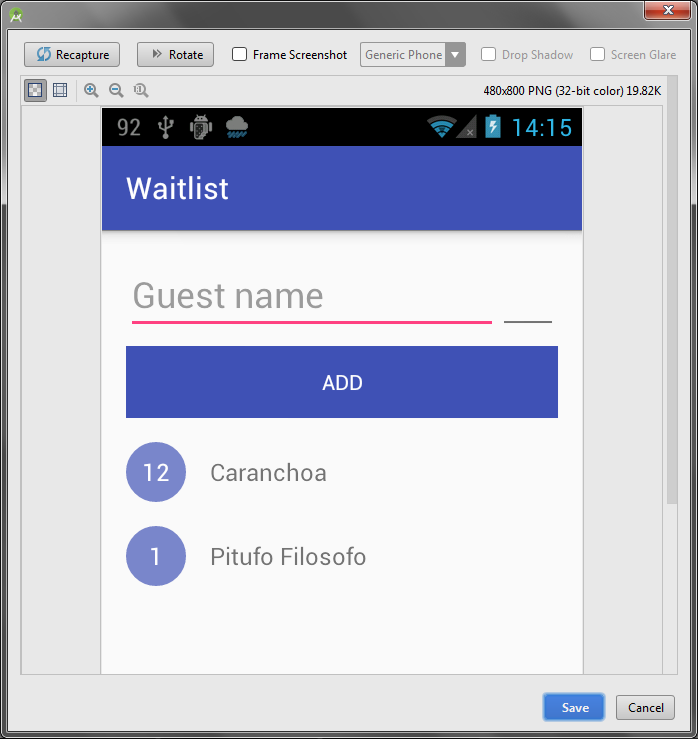 Recapture Rotate Frame Screenshot Generic Phone Drop Shadow Screen Glare
480x800 PNG (32-bit color) 19.82K
92 14:15
Waitlist
Guest name
ADD
12 Caranchoa
1 Pitufo Filosofo
Save Cancel